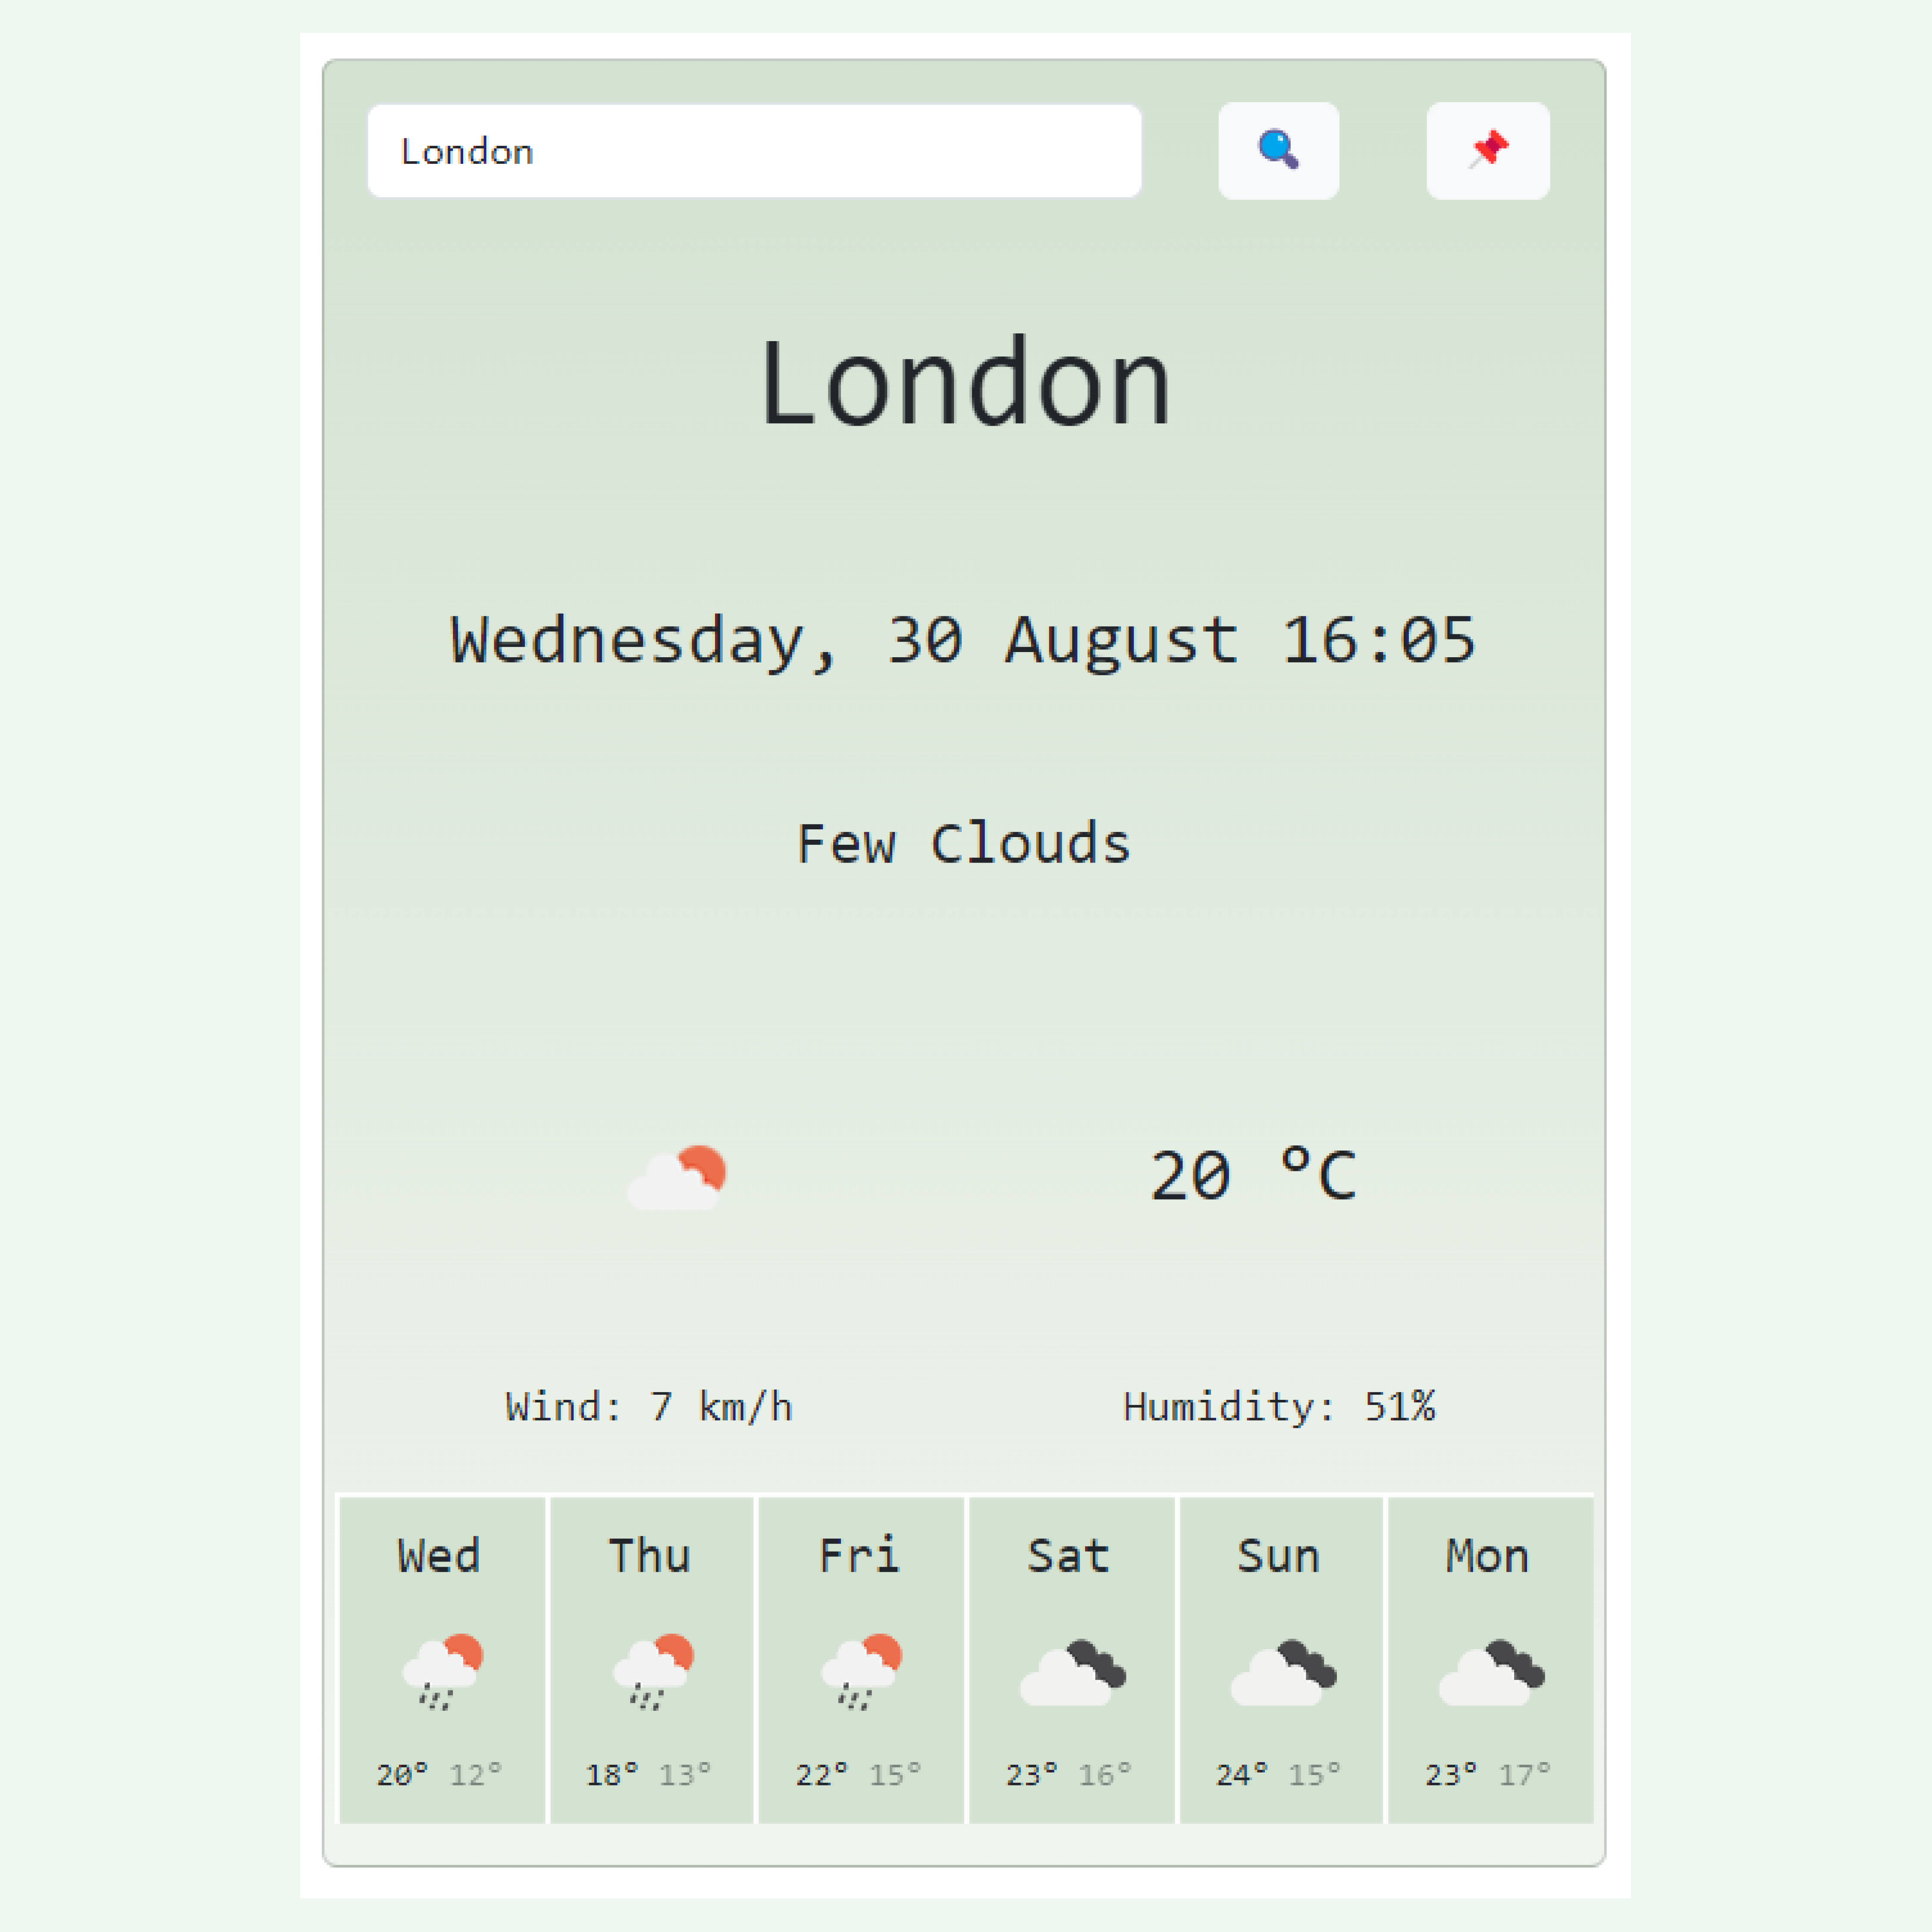 London
London
Wednesday, 30 August 16:05
Few Clouds
20 °C
Wind: 7 km/h Humidity: 51%
Wed Thu Fri Sat Sun Mon
20° 12° 18° 13° 22° 15° 23° 16° 24° 15° 23° 17°